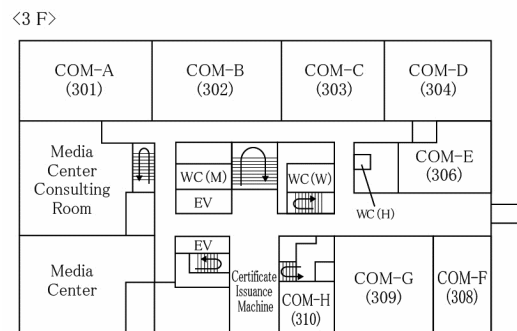 <3 F>
COM-A
(301)
COM-B
(302)
COM-C
(303)
COM-D
(304)
Media
Center
Consulting
Room
WC(M)
EV
WC(W)
COM-E
(306)
WC(H)
EV
Media
Center
Certificate
Issuance
Machine
COM-H
(310)
COM-G
(309)
COM-F
(308)